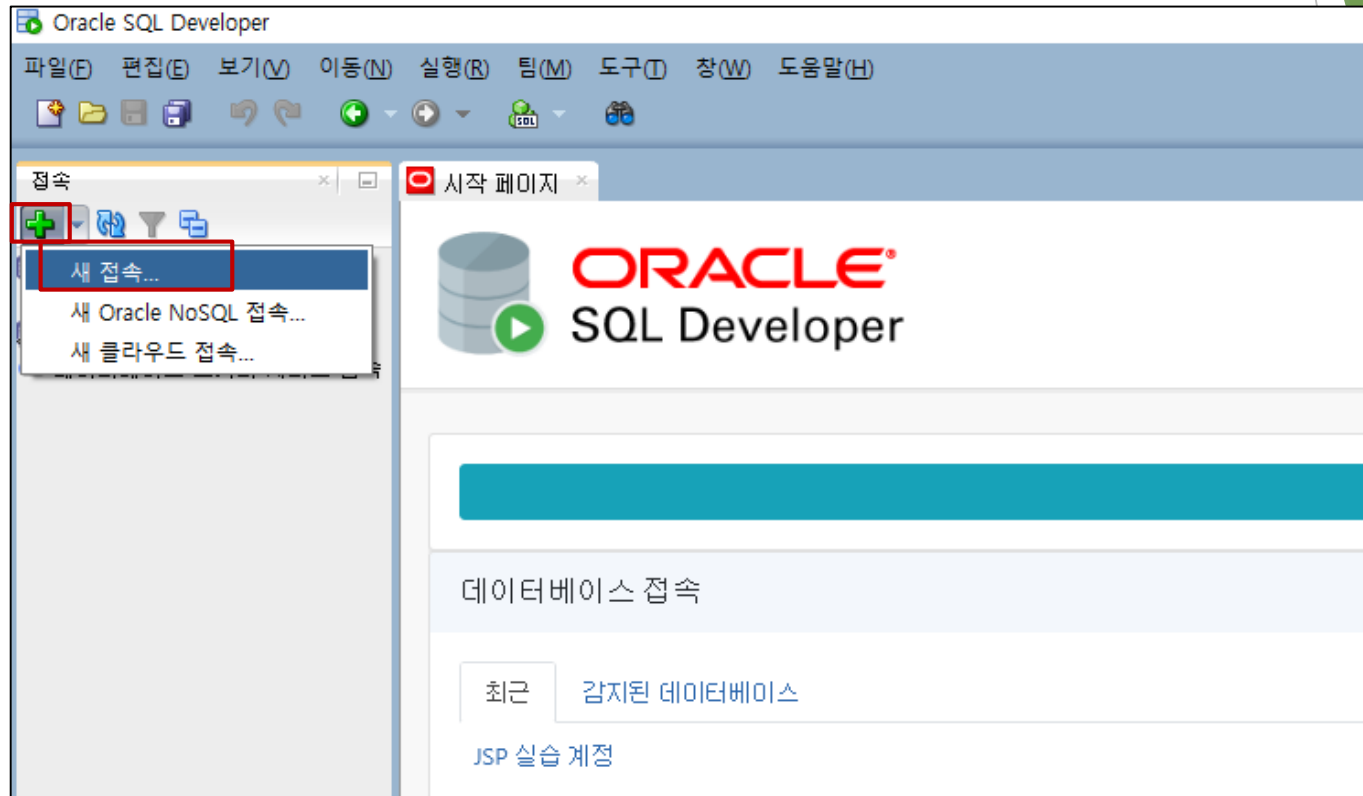 Oracle SQL Developer
파일(F) 편집(E) 보기(V) 이동(N) 실행(R) 팀(M) 도구(T) 창(W) 도움말(H)
SQL
접속
시작 페이지
새 접속...
새 Oracle NoSQL 접속...
새 클라우드 접속...
ORACLE
SQL Developer
데이터베이스 접속
최근 감지된 데이터베이스
JSP 실습 계정